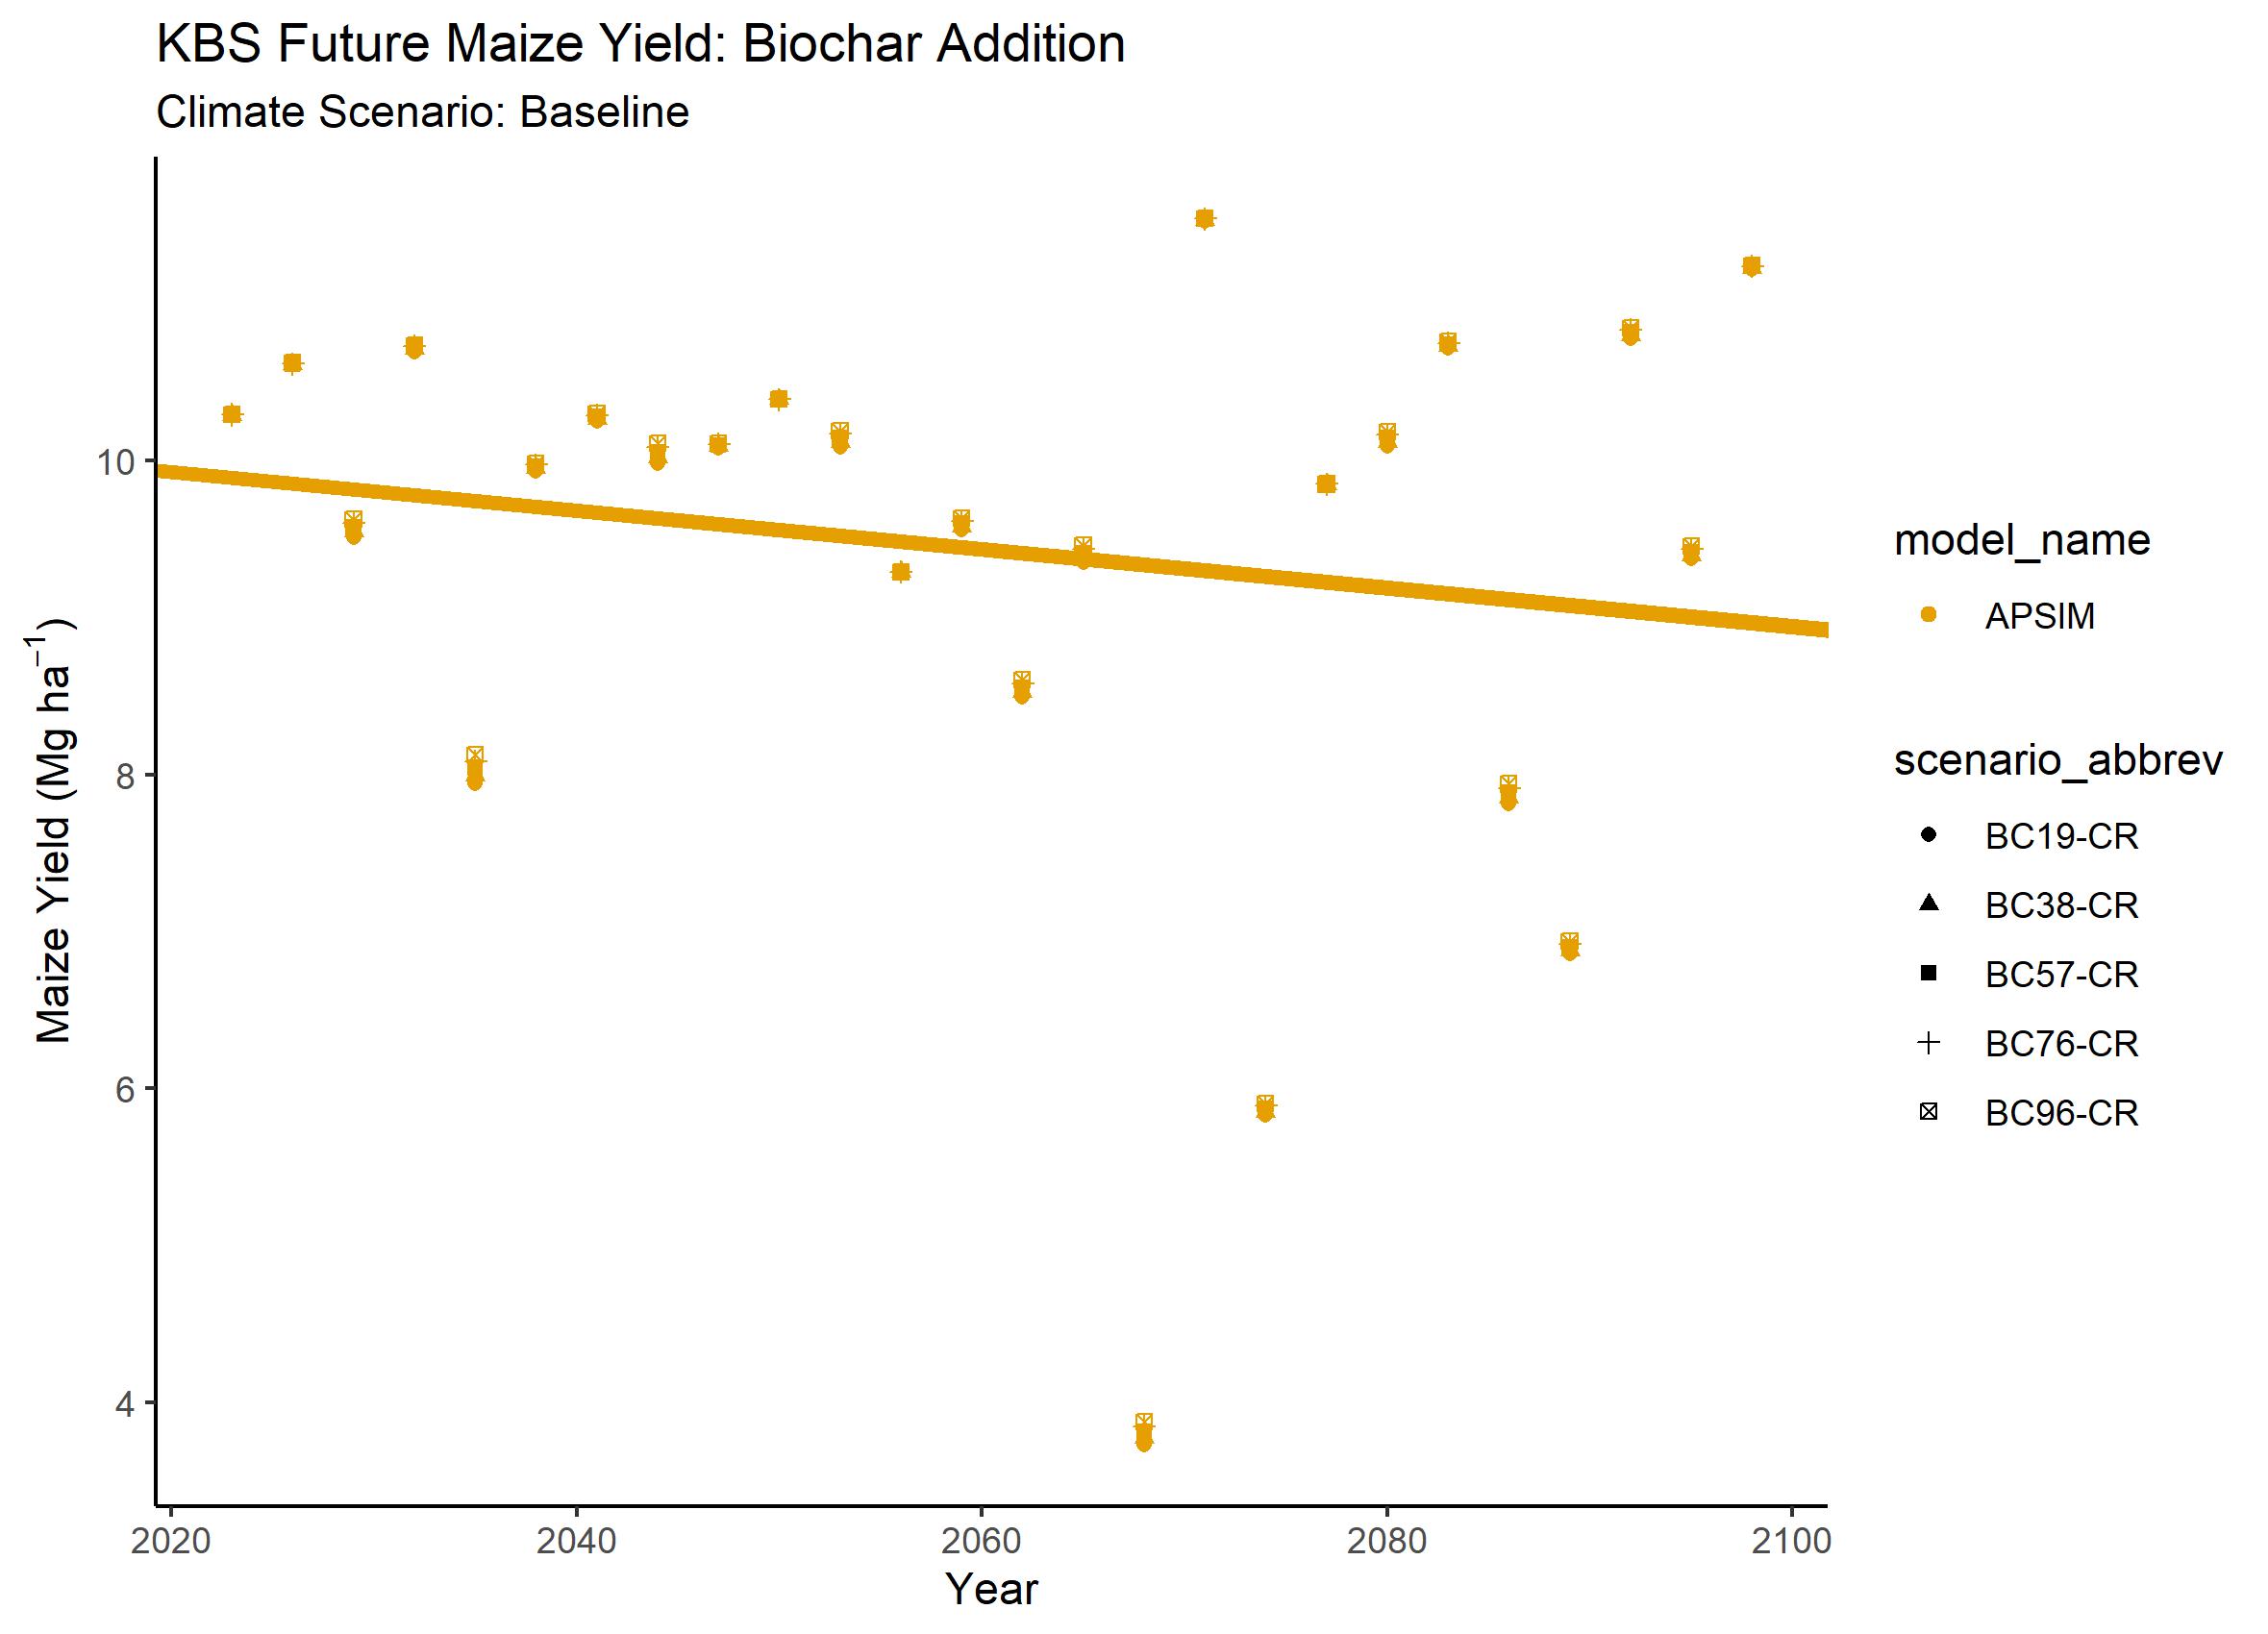 KBS Future Maize Yield: Biochar Addition
Climate Scenario: Baseline
Maize Yield (Mg ha⁻¹)
10
8
6
4
2020
2040
2060
2080
2100
Year
model_name
APSIM
scenario_abbrev
BC19-CR
BC38-CR
BC57-CR
BC76-CR
BC96-CR